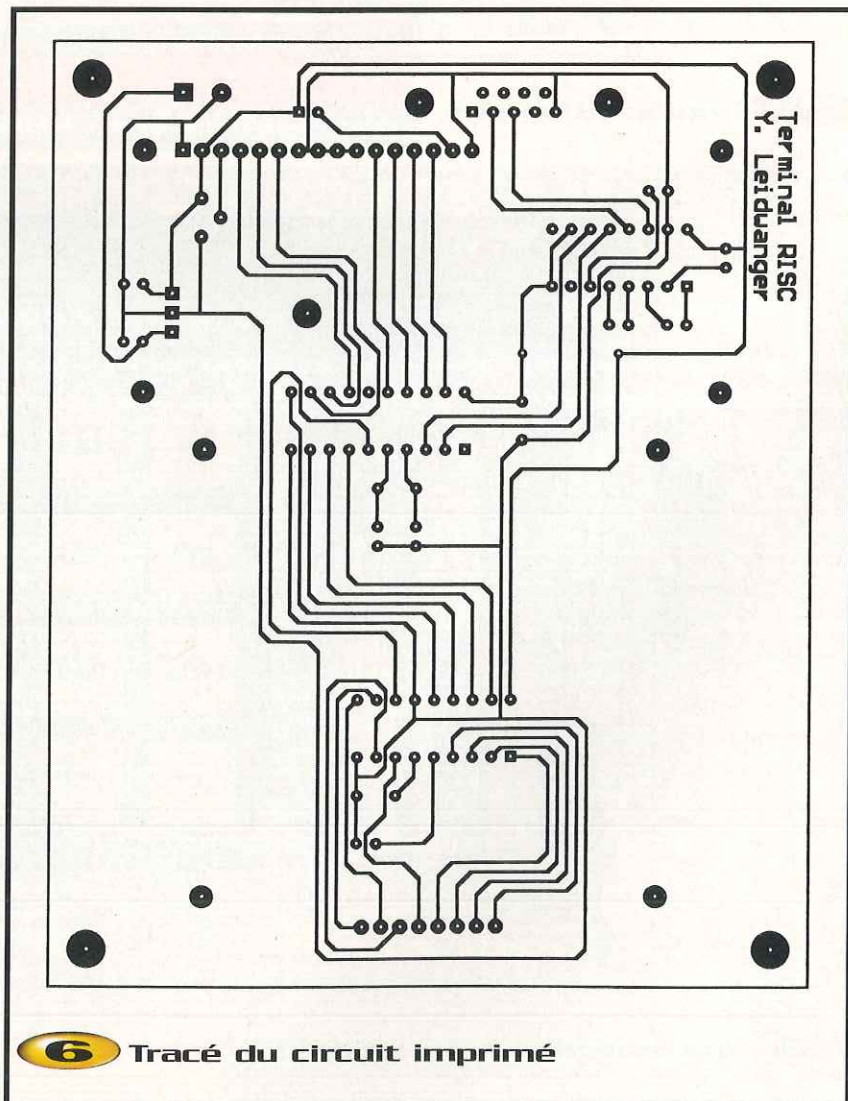 Terminal RISC
Y. Leiduanger
6 Tracé du circuit imprimé